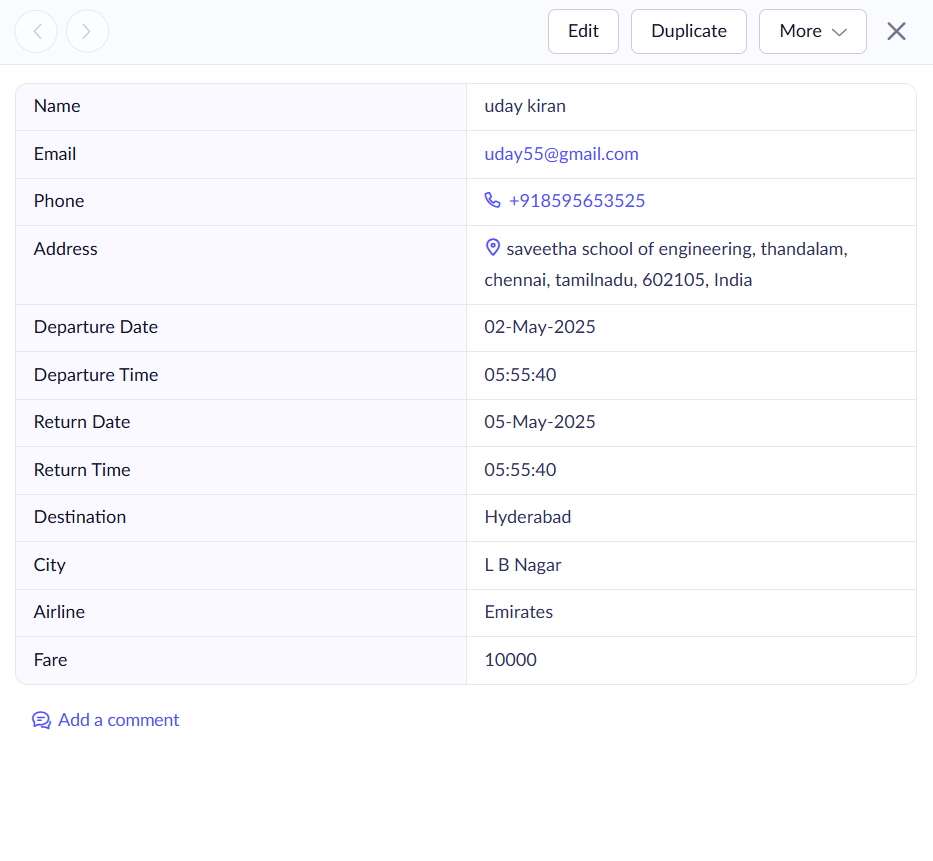 Edit Duplicate More
Name uday kiran
Email uday55@gmail.com
Phone +918595653525
Address saveetha school of engineering, thandalam,
chennai, tamilnadu, 602105, India
Departure Date 02-May-2025
Departure Time 05:55:40
Return Date 05-May-2025
Return Time 05:55:40
Destination Hyderabad
City L B Nagar
Airline Emirates
Fare 10000
Add a comment